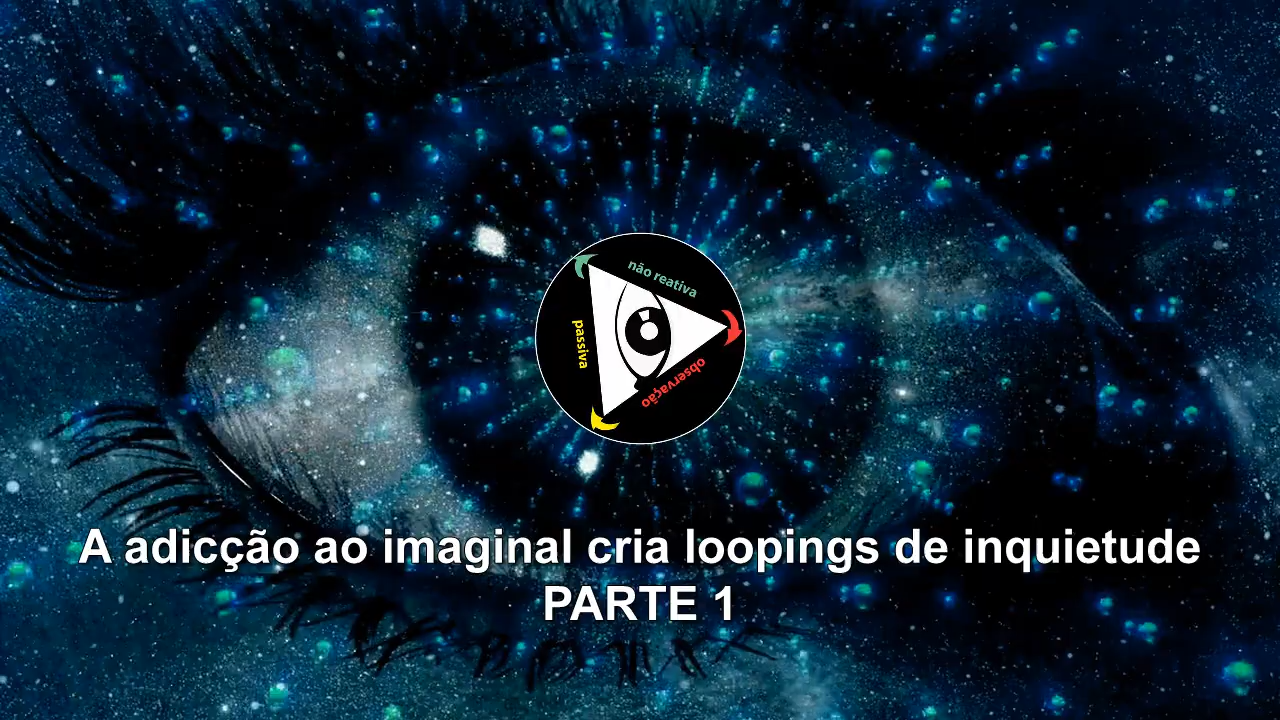 não reativa
passiva
observação
A adicção ao imaginal cria loopings de inquietude
PARTE 1